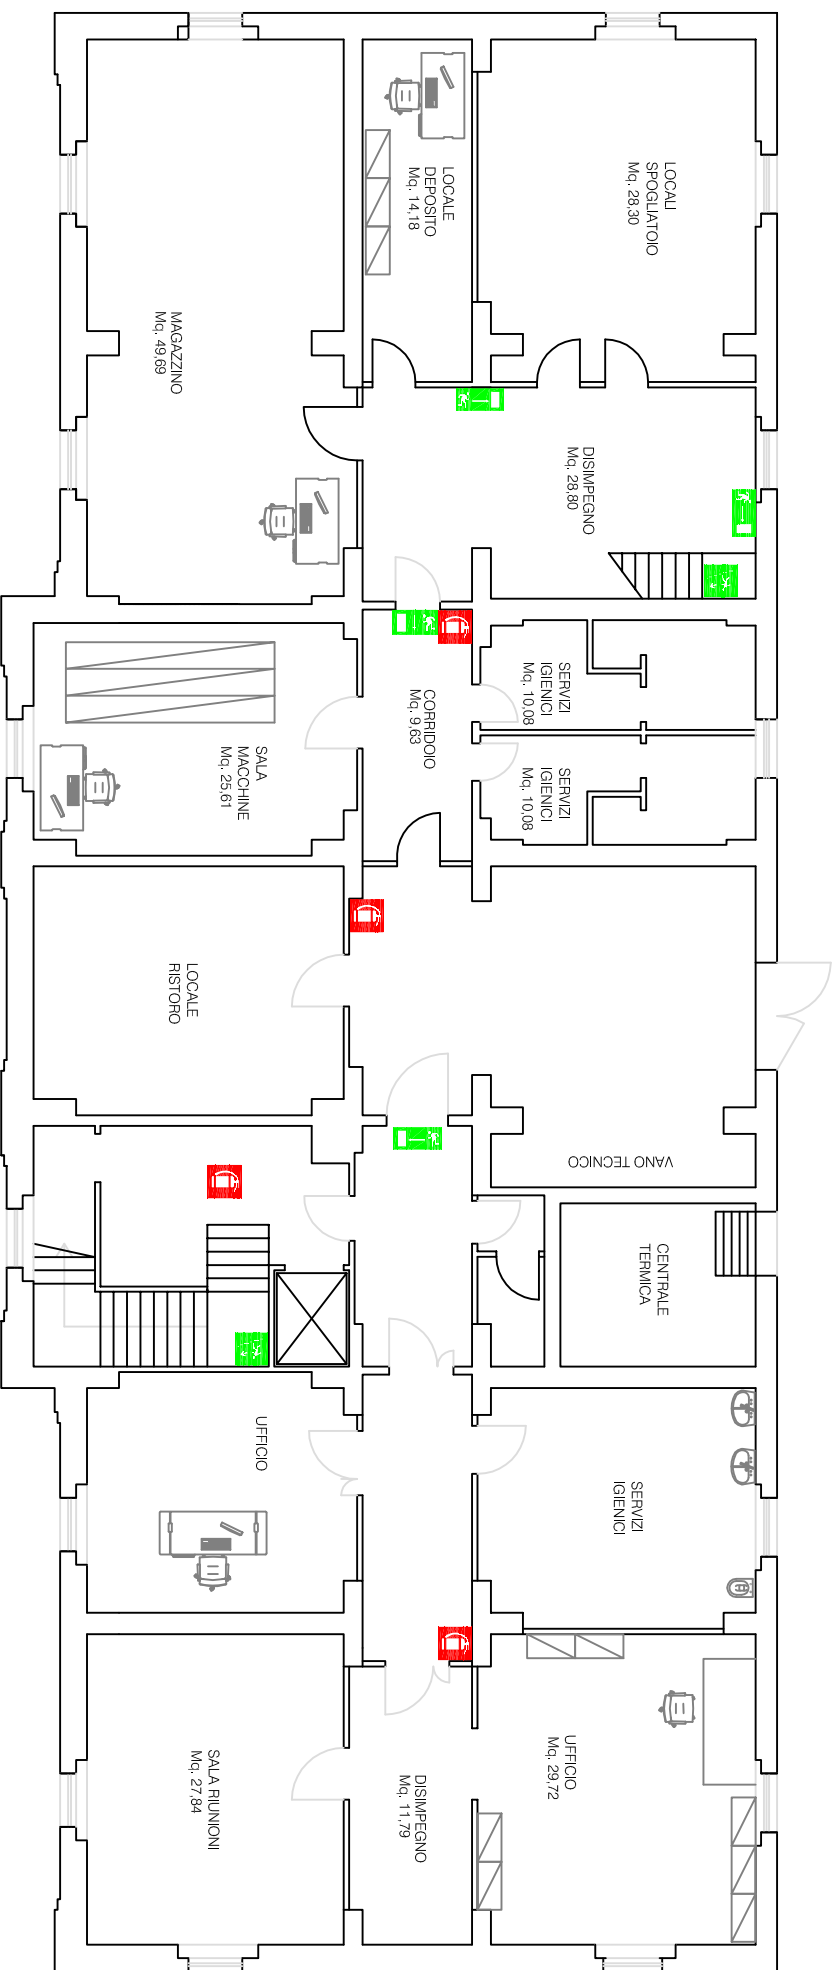 LOCALI
SPOGLIATOIO
Mq. 28,30
LOCALE
DEPOSITO
Mq. 14,18
MAGAZZINO
Mq. 49,69
DISIMPEGNO
Mq. 28,80
SERVIZI
IGIENICI
Mq. 10,08
CORRIDOIO
Mq. 9,63
SALA
MACCHINE
Mq. 25,61
SERVIZI
IGIENICI
Mq. 10,08
LOCALE
RISTORO
VANO TECNICO
CENTRALE
TERMICA
UFFICIO
SERVIZI
IGIENICI
UFFICIO
Mq. 29,72
DISIMPEGNO
Mq. 11,79
SALA RIUNIONI
Mq. 27,84